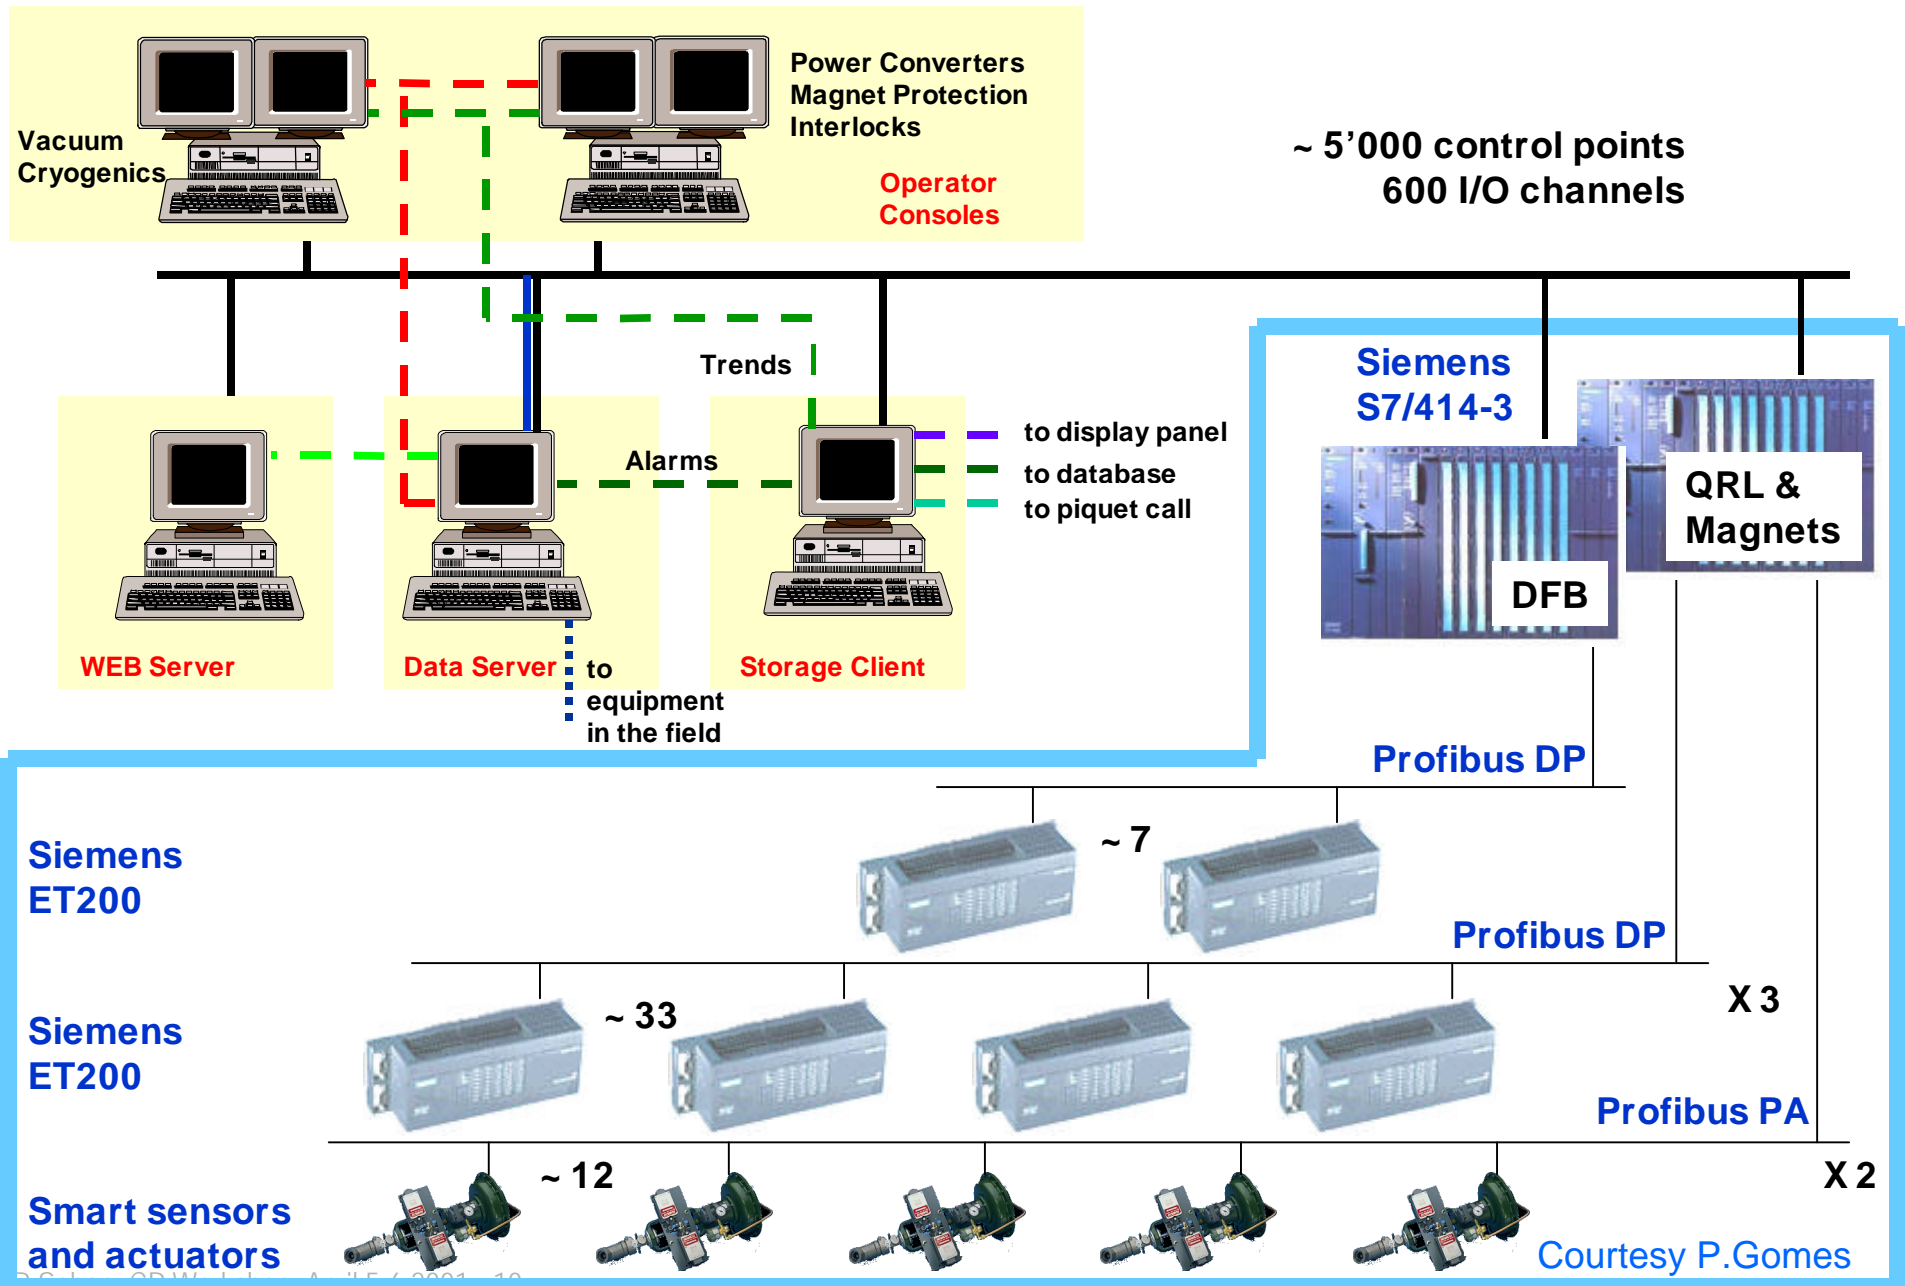 Vacuum
Cryogenics
Power Converters
Magnet Protection
Interlocks
Operator
Consoles
~ 5'000 control points
600 I/O channels
Trends
Alarms
to display panel
to database
to piquet call
WEB Server
Data Server
to
equipment
in the field
Storage Client
Siemens
S7/414-3
QRL &
Magnets
DFB
Profibus DP
Siemens
ET200
~ 7
Profibus DP
X 3
Siemens
ET200
~ 33
Profibus PA
X 2
Smart sensors
and actuators
~ 12
Courtesy P.Gomes